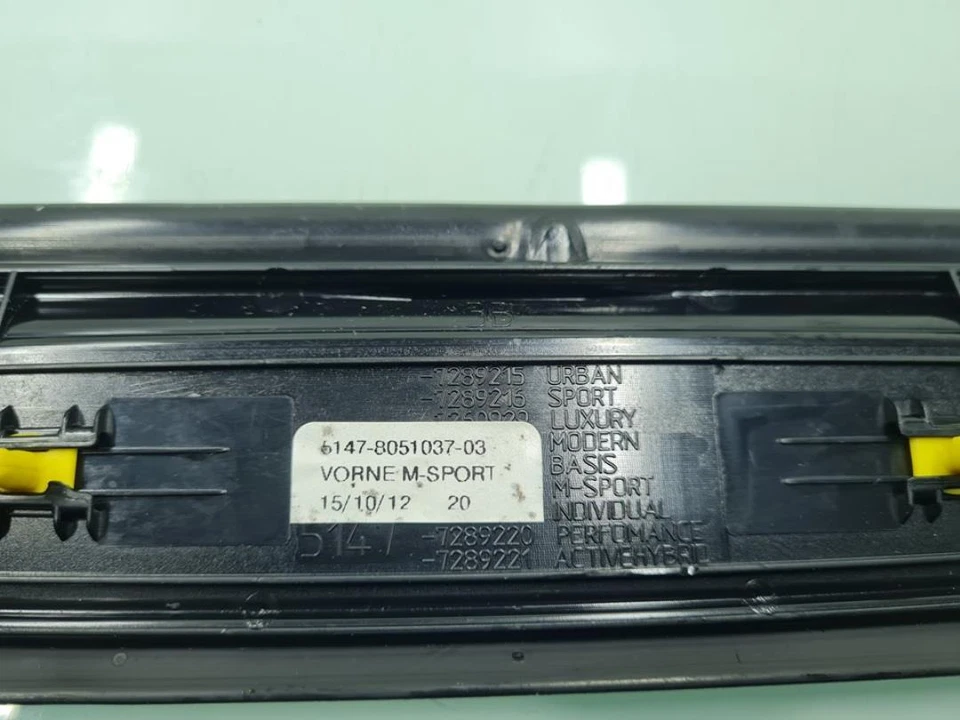 -7289215 URBAN
-7289216 SPORT
LUXURY
MODERN
BASIS
M-SPORT
INDIVIDUAL
5147 -7289220 PERFOMANCE
-7289221 ACTIVEHYBRID
5147-8051037-03
VORNE M-SPORT
15/10/12 20